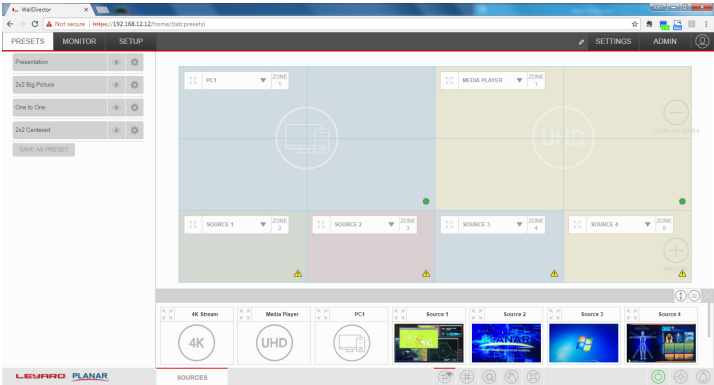 WallDirector
Not secure | https://192.168.12.12/home/(tab:presets)
PRESETS MONITOR SETUP SETTINGS ADMIN
Presentation
2x2 Big Picture
One to One
2x2 Centered
SAVE AS PRESET
PC1 ZONE 1
MEDIA PLAYER ZONE 1
UHD
SOURCE 1 ZONE 2
SOURCE 2 ZONE 3
SOURCE 3 ZONE 4
SOURCE 4 ZONE 5
4K Stream Media Player PC1 Source 1 Source 2 Source 3 Source 4
4K UHD PLANAR
LEYARD PLANAR
SOURCES